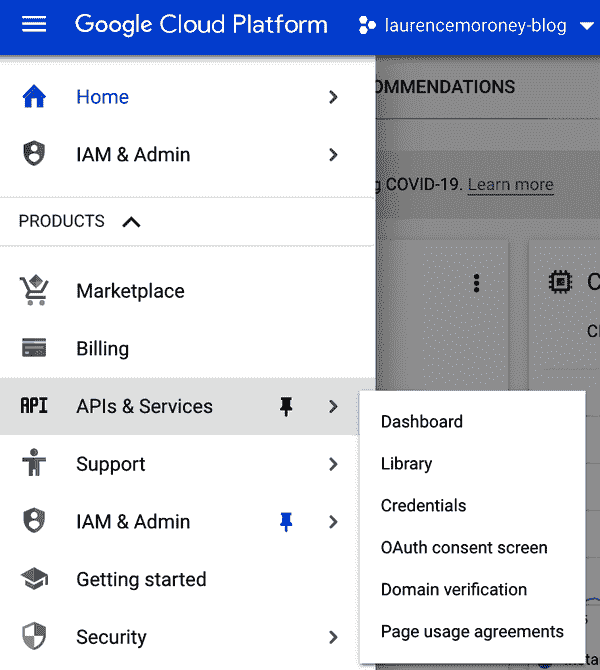 Google Cloud Platform laurencemoroney-blog
Home
OMMENDATIONS
IAM & Admin
COVID-19. Learn more
PRODUCTS
Marketplace
Billing
API APIs & Services
Dashboard
Support
Library
Credentials
IAM & Admin
OAuth consent screen
Getting started
Domain verification
Security
Page usage agreements